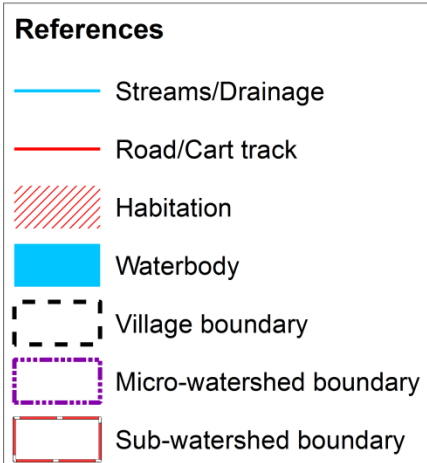 References
Streams/Drainage
Road/Cart track
Habitation
Waterbody
Village boundary
Micro-watershed boundary
Sub-watershed boundary